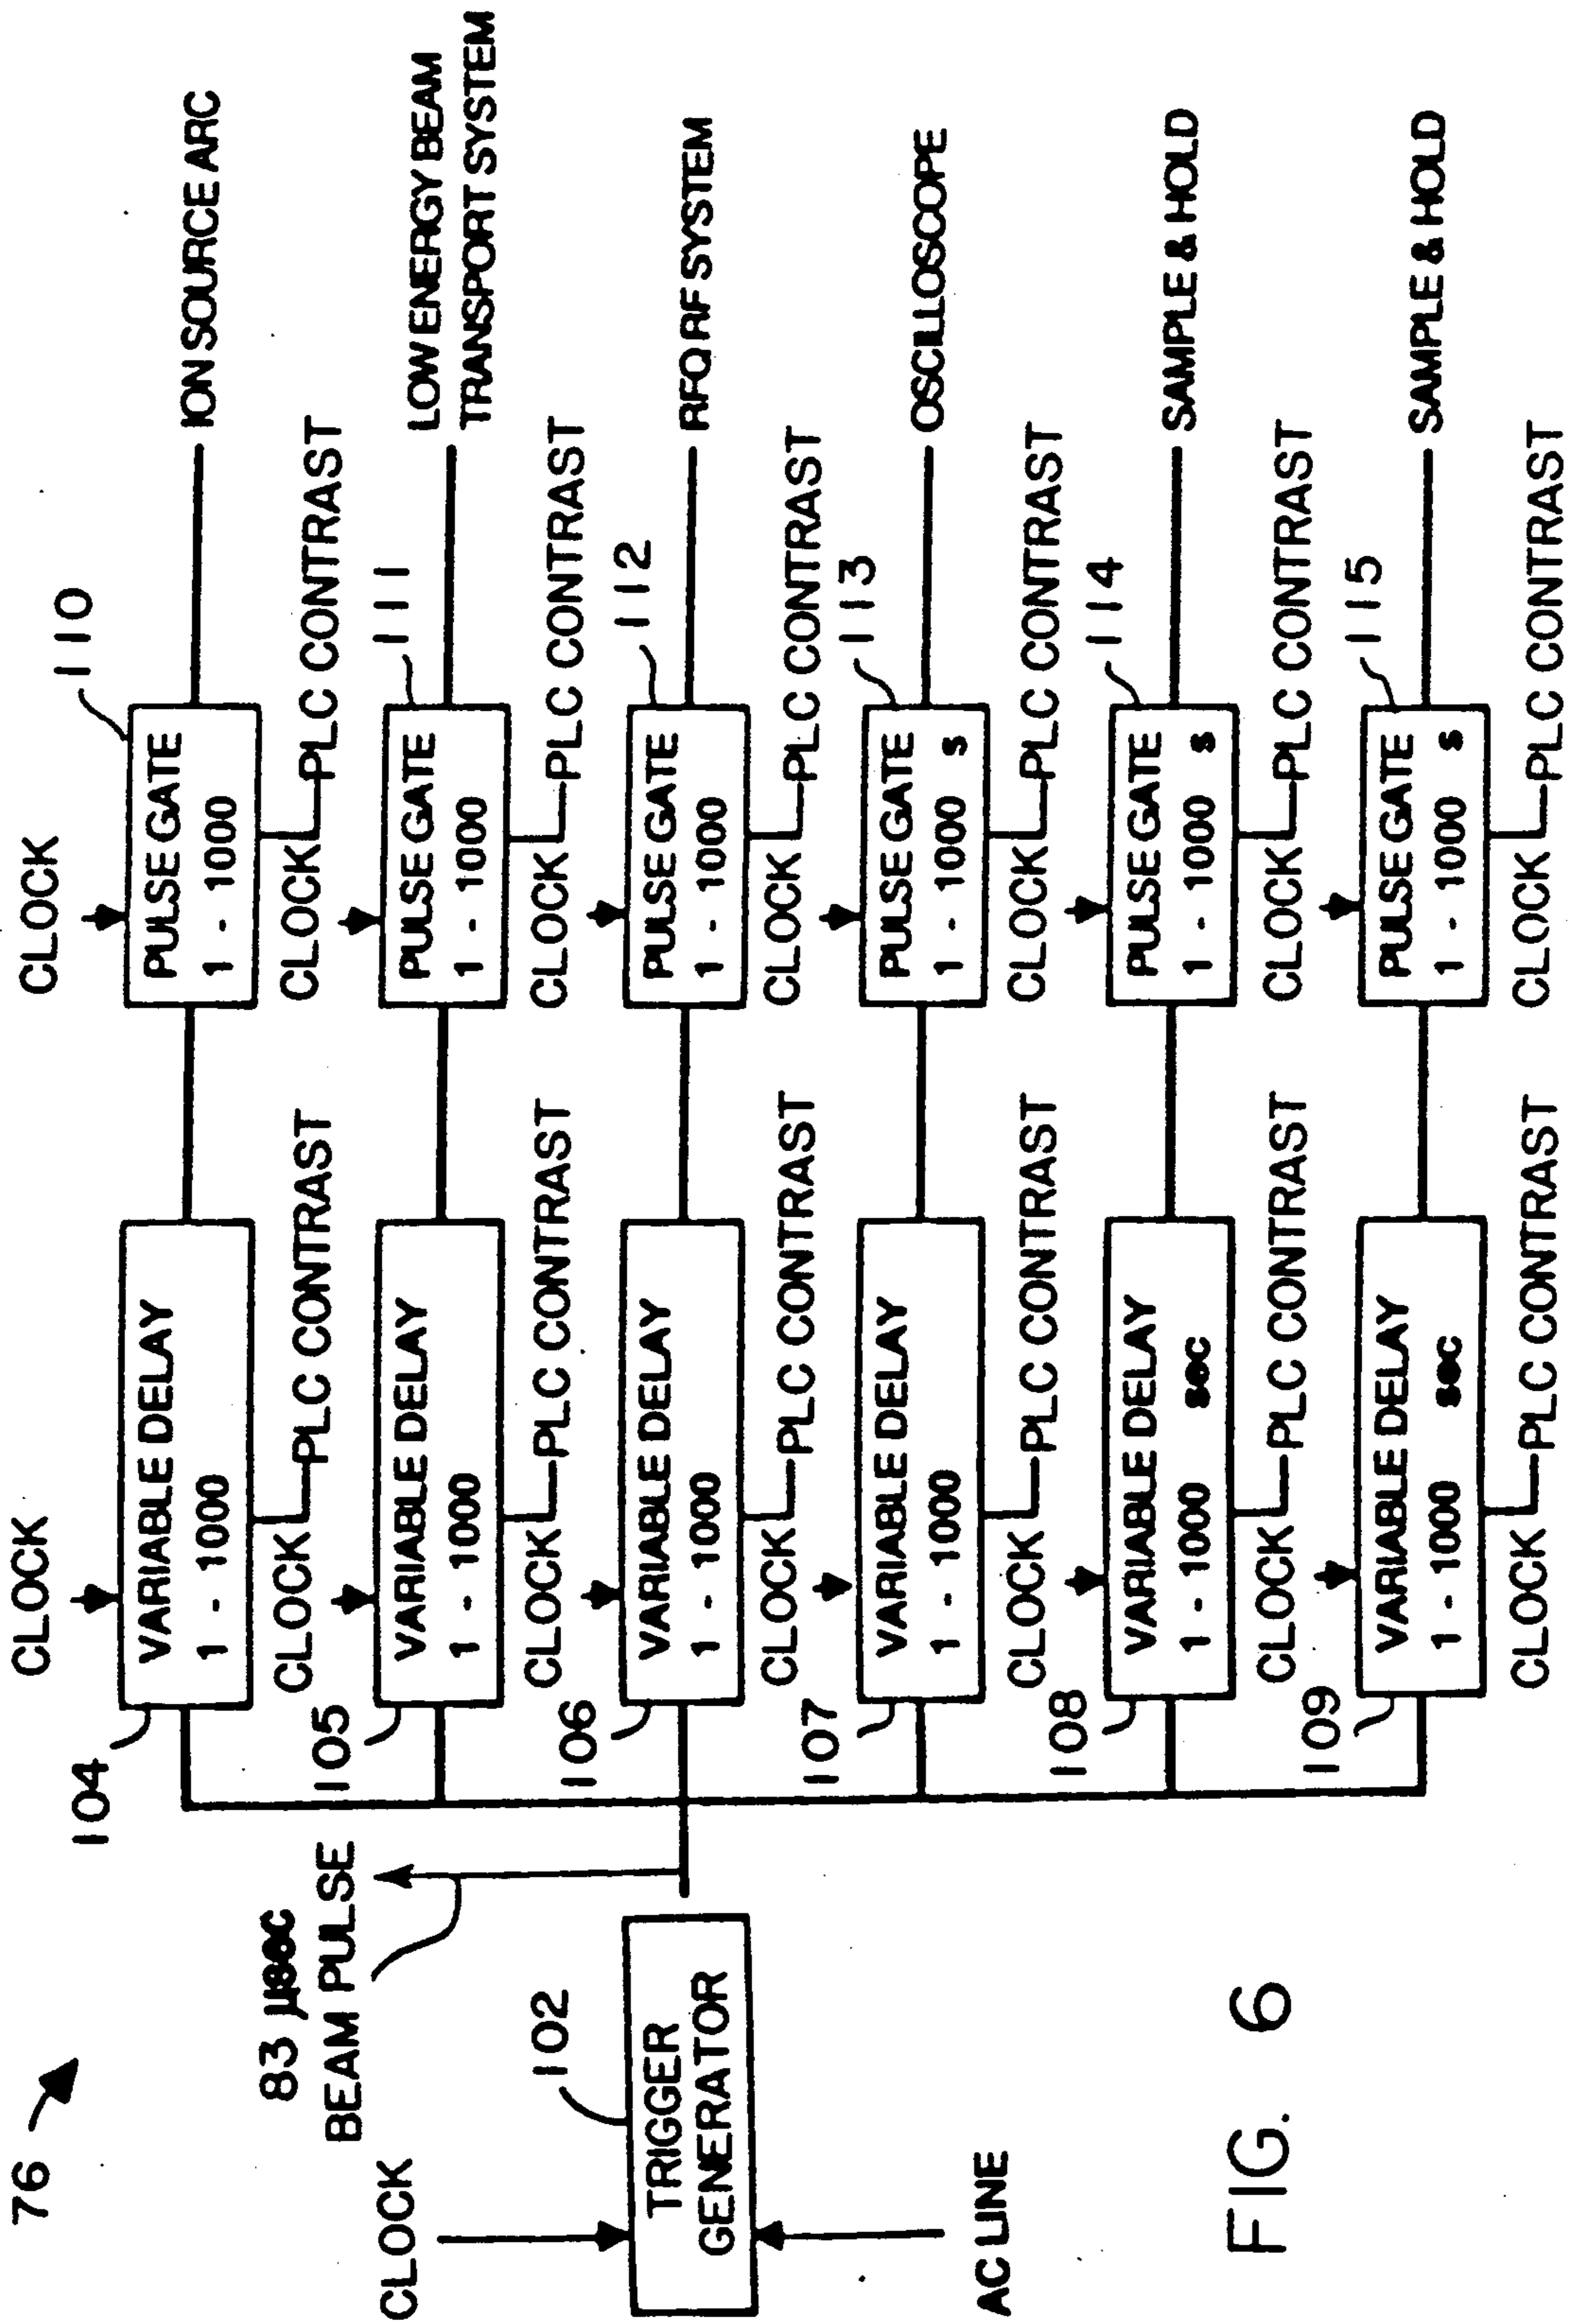 76
83 µsec
BEAM PULSE
CLOCK
102
TRIGGER
GENERATOR
AC LINE
CLOCK
104
VARIABLE DELAY
1 - 1000
PLC CONTRAST
CLOCK
110
PULSE GATE
1 - 1000
PLC CONTRAST
ION SOURCE ARC
CLOCK
105
VARIABLE DELAY
1 - 1000
PLC CONTRAST
CLOCK
111
PULSE GATE
1 - 1000
PLC CONTRAST
LOW ENERGY BEAM
TRANSPORT SYSTEM
CLOCK
106
VARIABLE DELAY
1 - 1000
PLC CONTRAST
CLOCK
112
PULSE GATE
1 - 1000
PLC CONTRAST
RFQ RF SYSTEM
CLOCK
107
VARIABLE DELAY
1 - 1000
PLC CONTRAST
CLOCK
113
PULSE GATE
1 - 1000 s
PLC CONTRAST
OSCILLOSCOPE
CLOCK
108
VARIABLE DELAY
1 - 1000 sec
PLC CONTRAST
CLOCK
114
PULSE GATE
1 - 1000 s
PLC CONTRAST
SAMPLE & HOLD
CLOCK
109
VARIABLE DELAY
1 - 1000 sec
CLOCK
PLC CONTRAST
CLOCK
115
PULSE GATE
1 - 1000 s
CLOCK
PLC CONTRAST
SAMPLE & HOLD
FIG. 6